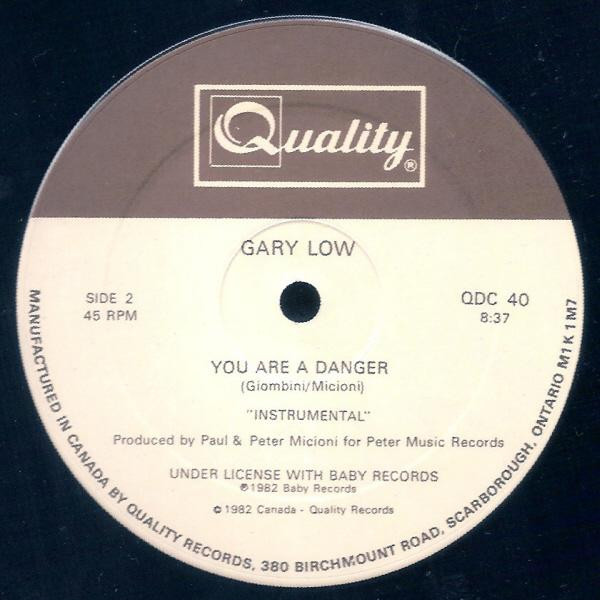 Quality®
GARY LOW
SIDE 2
45 RPM
QDC 40
8:37
YOU ARE A DANGER
(Giombini/Micioni)
"INSTRUMENTAL"
Produced by Paul & Peter Micioni for Peter Music Records
UNDER LICENSE WITH BABY RECORDS
℗1982 Baby Records
©1982 Canada - Quality Records
MANUFACTURED IN CANADA BY QUALITY RECORDS, 380 BIRCHMOUNT ROAD, SCARBOROUGH, ONTARIO M1K 1M7